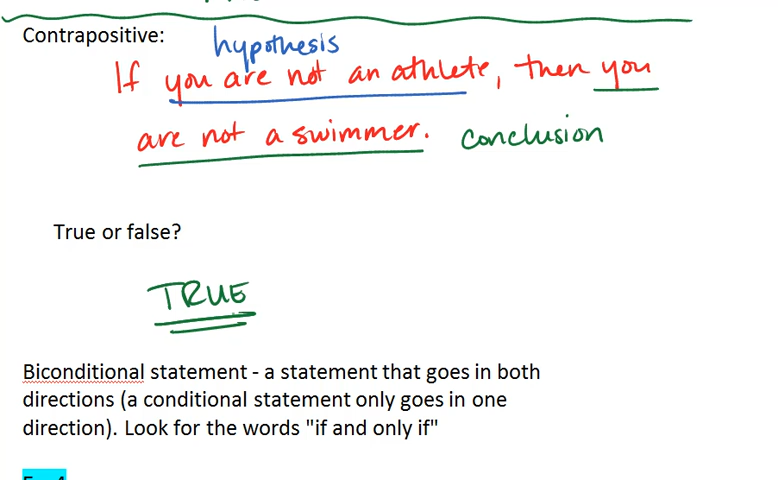 Contrapositive:
hypothesis
If you are not an athlete, then you
are not a swimmer. conclusion
True or false?
TRUE
Biconditional statement - a statement that goes in both
directions (a conditional statement only goes in one
direction). Look for the words "if and only if"